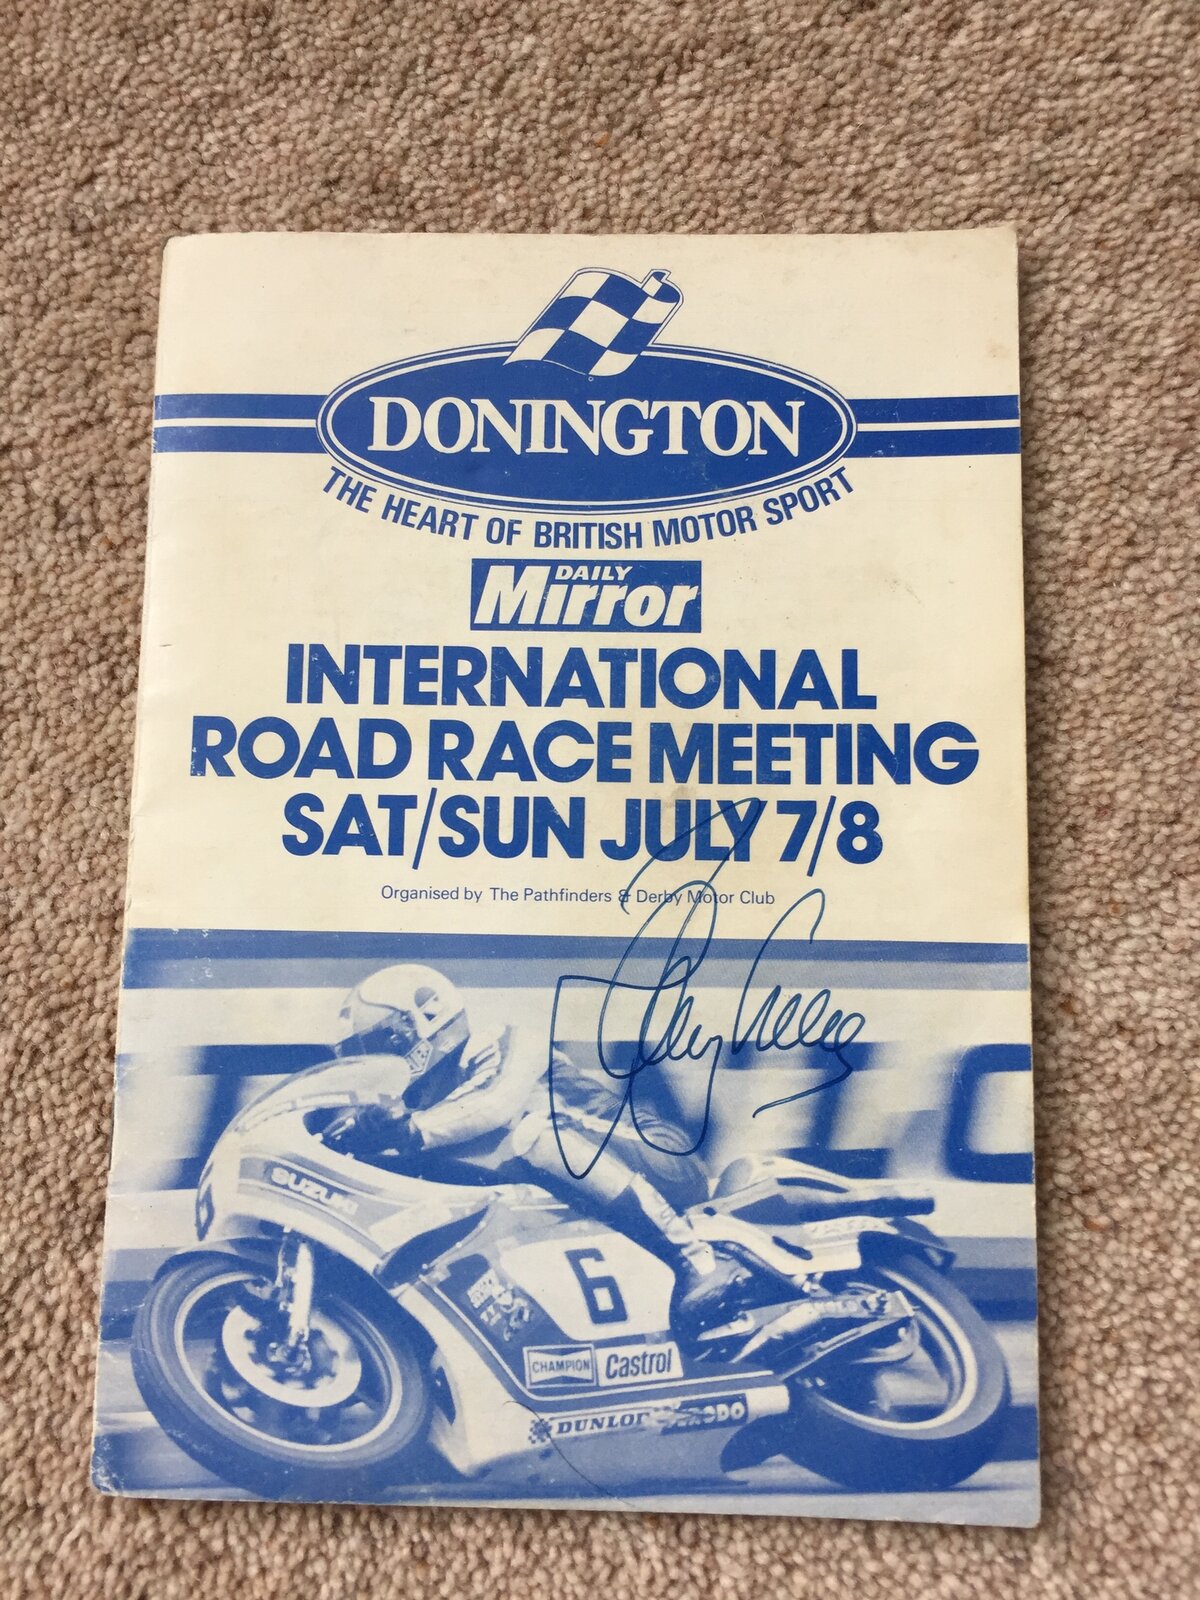 DONINGTON
THE HEART OF BRITISH MOTOR SPORT
DAILY
Mirror
INTERNATIONAL
ROAD RACE MEETING
SAT/SUN JULY 7/8
Organised by The Pathfinders & Derby Motor Club
SUZUKI
6
CHAMPION
Castrol
DUNLOP